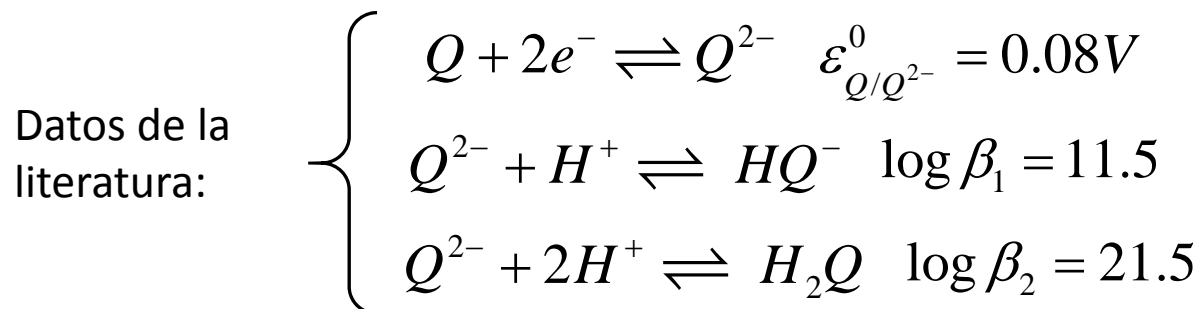 Q + 2e⁻ ⇌ Q²⁻   ε⁰_{Q/Q²⁻} = 0.08V
Datos de la
literatura:
Q²⁻ + H⁺ ⇌ HQ⁻   log β₁ = 11.5
Q²⁻ + 2H⁺ ⇌ H₂Q   log β₂ = 21.5